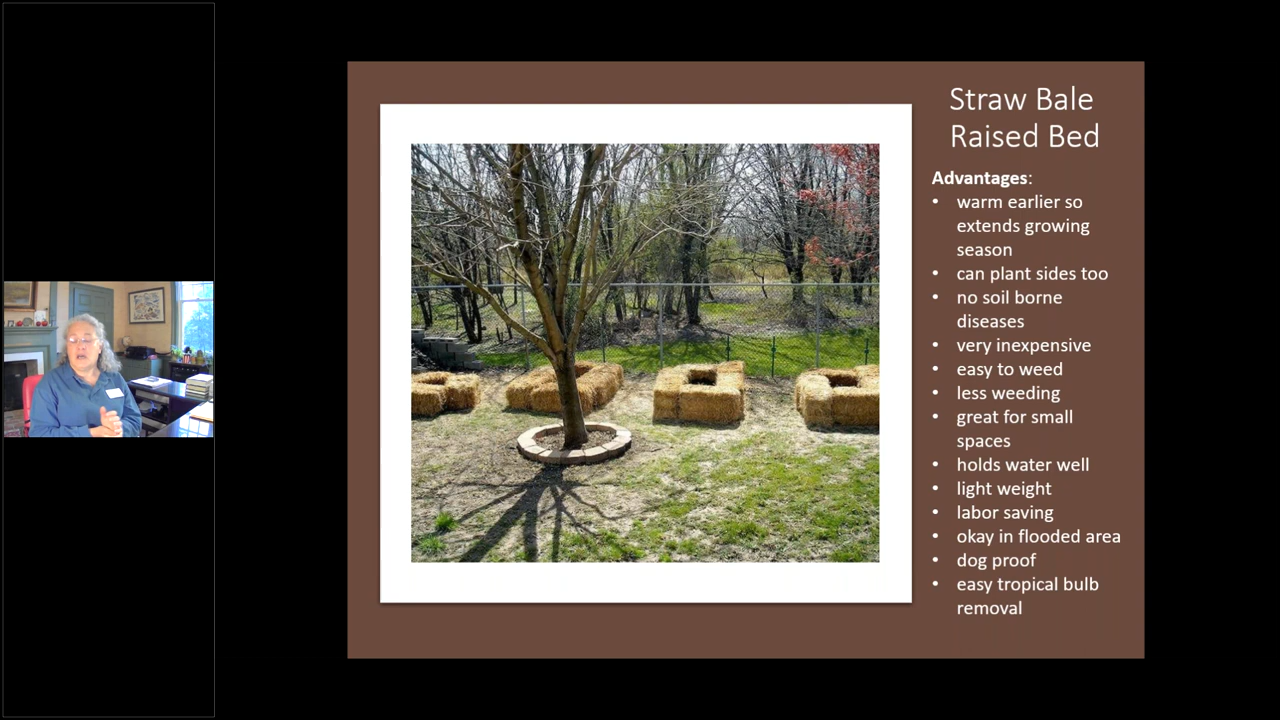 Straw Bale
Raised Bed
Advantages:
• warm earlier so
extends growing
season
• can plant sides too
• no soil borne
diseases
• very inexpensive
• easy to weed
• less weeding
• great for small
spaces
• holds water well
• light weight
• labor saving
• okay in flooded area
• dog proof
• easy tropical bulb
removal